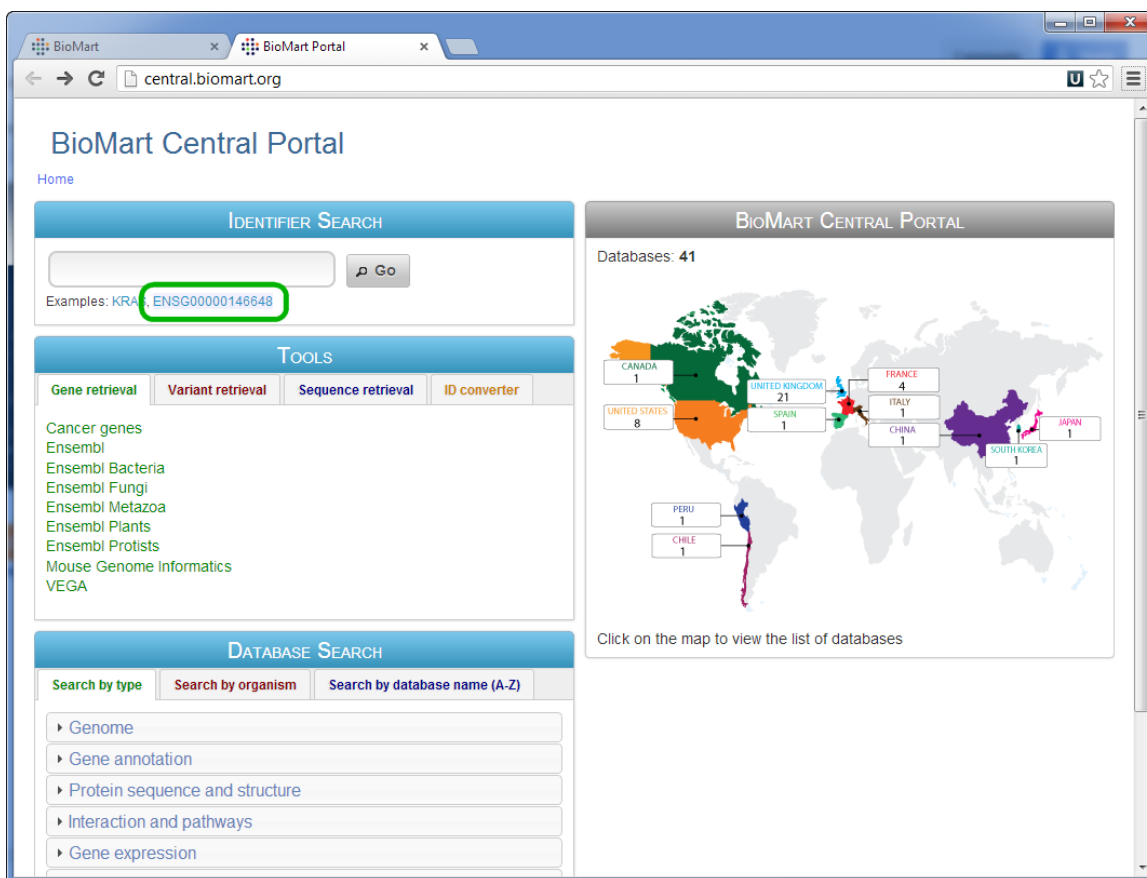 BioMart
BioMart Portal
central.biomart.org
BioMart Central Portal
Home
IDENTIFIER SEARCH
Go
Examples: KRAS, ENSG00000146648
TOOLS
Gene retrieval Variant retrieval Sequence retrieval ID converter
Cancer genes
Ensembl
Ensembl Bacteria
Ensembl Fungi
Ensembl Metazoa
Ensembl Plants
Ensembl Protists
Mouse Genome Informatics
VEGA
DATABASE SEARCH
Search by type Search by organism Search by database name (A-Z)
Genome
Gene annotation
Protein sequence and structure
Interaction and pathways
Gene expression
BIOMART CENTRAL PORTAL
Databases: 41
CANADA
1
UNITED STATES
8
UNITED KINGDOM
21
SPAIN
1
FRANCE
4
ITALY
1
CHINA
1
JAPAN
1
SOUTH KOREA
1
PERU
1
CHILE
1
Click on the map to view the list of databases